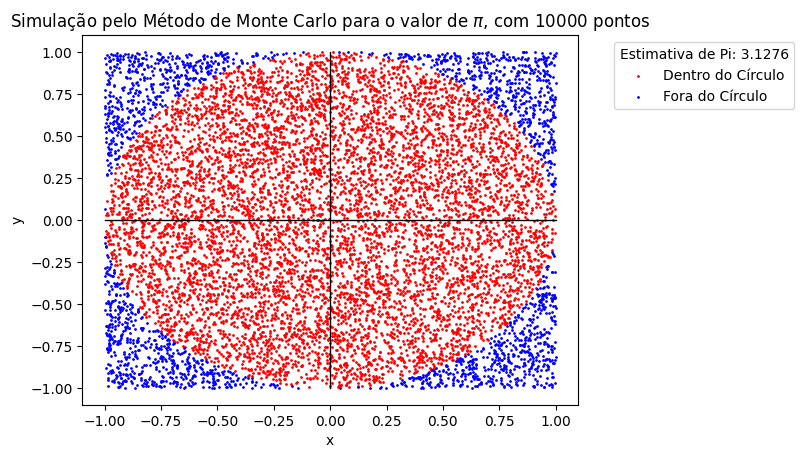 Simulação pelo Método de Monte Carlo para o valor de π, com 10000 pontos
Estimativa de Pi: 3.1276
Dentro do Círculo
Fora do Círculo
y
1.00
0.75
0.50
0.25
0.00
−0.25
−0.50
−0.75
−1.00
−1.00 −0.75 −0.50 −0.25 0.00 0.25 0.50 0.75 1.00
x